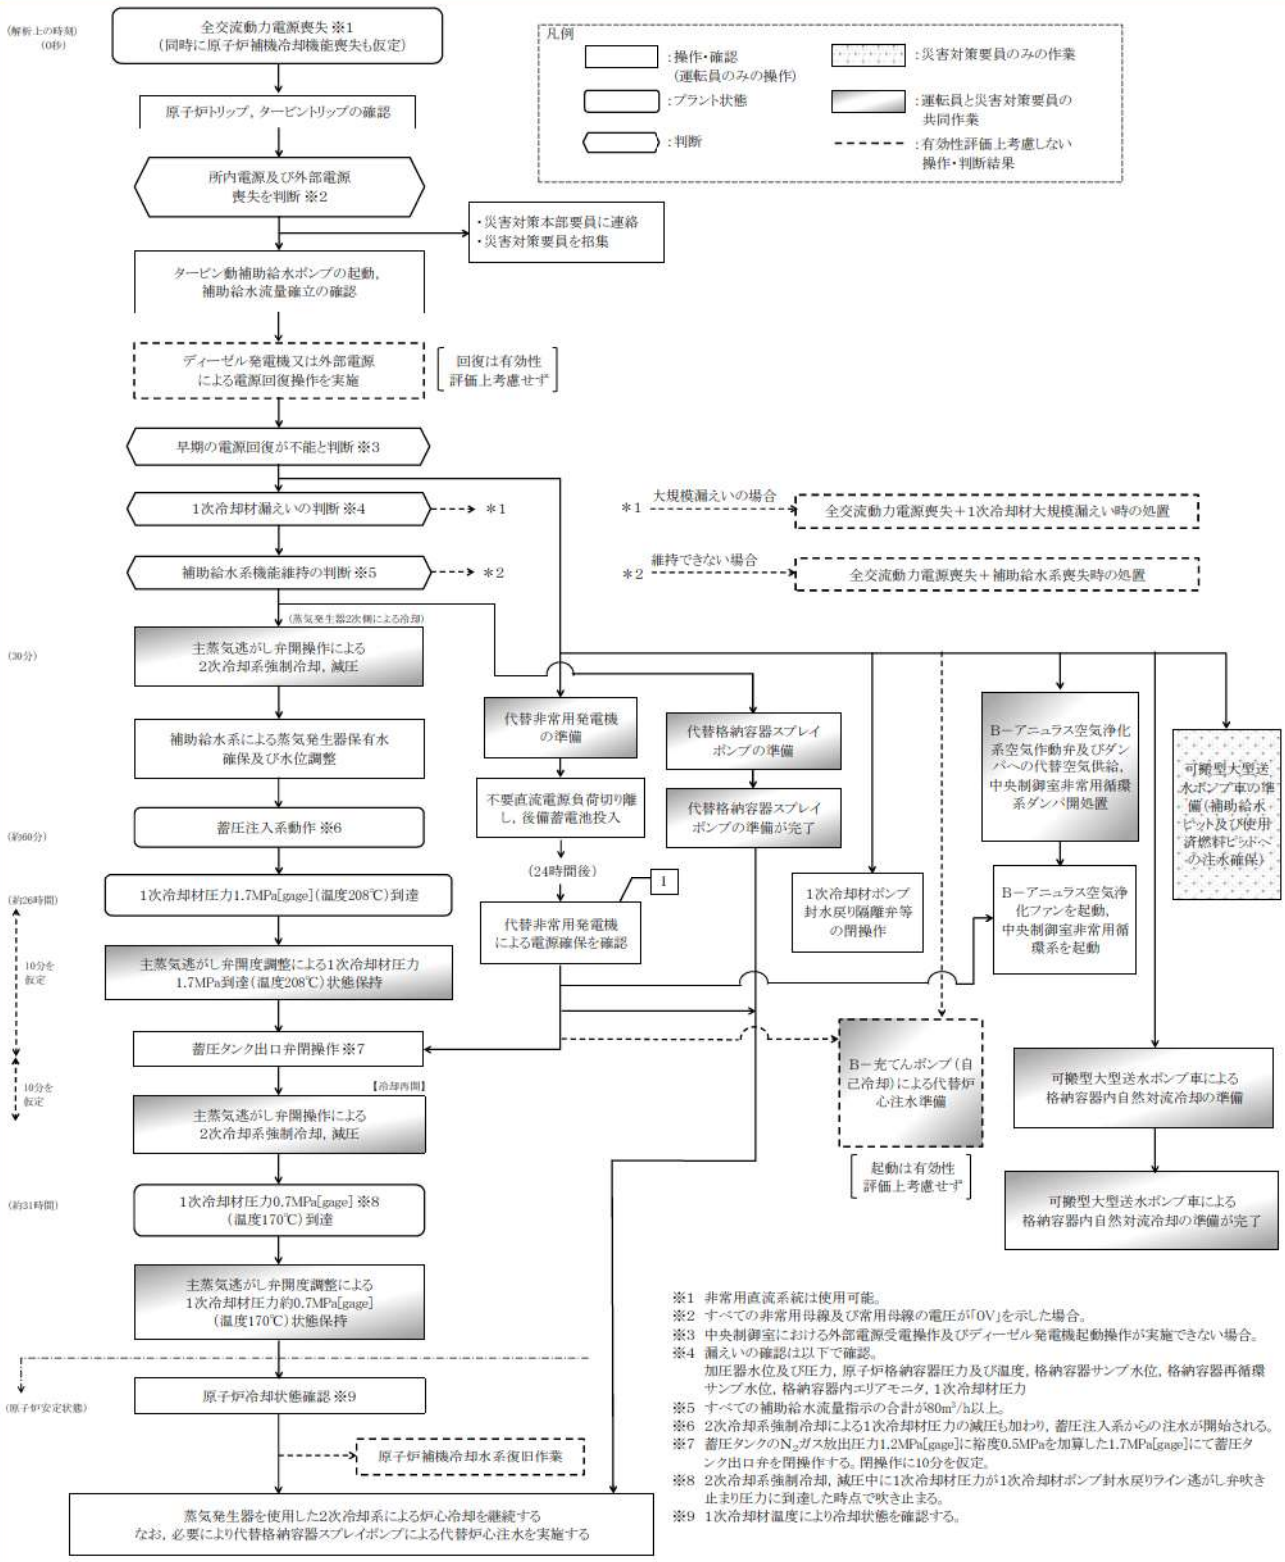 (解析上の時刻)
(0秒)
全交流動力電源喪失※1
(同時に原子炉補機冷却機能喪失も仮定)
凡例
:操作・確認
(運転員のみの操作)
:プラント状態
:判断
:災害対策要員のみの作業
:運転員と災害対策要員の
共同作業
:有効性評価上考慮しない
操作・判断結果
原子炉トリップ,タービントリップの確認
所内電源及び外部電源
喪失を判断※2
・災害対策本部要員に連絡
・災害対策要員を招集
タービン動補助給水ポンプの起動,
補助給水流量確立の確認
ディーゼル発電機又は外部電源
による電源回復操作を実施
回復は有効性
評価上考慮せず
早期の電源回復が不能と判断※3
1次冷却材漏えいの判断※4
*1
*1
大規模漏えいの場合
全交流動力電源喪失+1次冷却材大規模漏えい時の処置
補助給水系機能維持の判断※5
*2
*2
維持できない場合
全交流動力電源喪失+補助給水系喪失時の処置
(蒸気発生器2次側による冷却)
(30分)
主蒸気逃がし弁開操作による
2次冷却系強制冷却,減圧
補助給水系による蒸気発生器保有水
確保及び水位調整
(約60分)
蓄圧注入系動作※6
(約26時間)
1次冷却材圧力1.7MPa[gage](温度208℃)到達
10分を
仮定
主蒸気逃がし弁開度調整による1次冷却材圧力
1.7MPa到達(温度208℃)状態保持
蓄圧タンク出口弁閉操作※7
10分を
仮定
【冷却再開】
主蒸気逃がし弁開操作による
2次冷却系強制冷却,減圧
(約31時間)
1次冷却材圧力0.7MPa[gage]※8
(温度170℃)到達
主蒸気逃がし弁開度調整による
1次冷却材圧力約0.7MPa[gage]
(温度170℃)状態保持
(原子炉安定状態)
原子炉冷却状態確認※9
原子炉補機冷却水系復旧作業
蒸気発生器を使用した2次冷却系による炉心冷却を継続する
なお,必要により代替格納容器スプレイポンプによる代替炉心注水を実施する
代替非常用発電機
の準備
不要直流電源負荷切り離
し,後備蓄電池投入
(24時間後)
1
代替非常用発電機
による電源確保を確認
代替格納容器スプレイ
ポンプの準備
代替格納容器スプレイ
ポンプの準備が完了
1次冷却材ポンプ
封水戻り隔離弁等
の閉操作
B-アニュラス空気浄化
系空気作動弁及びダン
パへの代替空気供給,
中央制御室非常用循環
系ダンパ開処置
B-アニュラス空気浄
化ファンを起動,
中央制御室非常用循
環系を起動
可搬型大型送
水ポンプ車の準
備(補助給水
ピット及び使用
済燃料ピットへ
の注水確保)
B-充てんポンプ(自
己冷却)による代替炉
心注水準備
起動は有効性
評価上考慮せず
可搬型大型送水ポンプ車による
格納容器内自然対流冷却の準備
可搬型大型送水ポンプ車による
格納容器内自然対流冷却の準備が完了
※1 非常用直流系統は使用可能。
※2 すべての非常用母線及び常用母線の電圧が「0V」を示した場合。
※3 中央制御室における外部電源受電操作及びディーゼル発電機起動操作が実施できない場合。
※4 漏えいの確認は以下で確認。
加圧器水位及び圧力,原子炉格納容器圧力及び温度,格納容器サンプ水位,格納容器再循環
サンプ水位,格納容器内エリアモニタ,1次冷却材圧力
※5 すべての補助給水流量指示の合計が80m³/h以上。
※6 2次冷却系強制冷却による1次冷却材圧力の減圧も加わり,蓄圧注入系からの注水が開始される。
※7 蓄圧タンクのN₂ガス放出圧力1.2MPa[gage]に裕度0.5MPaを加算した1.7MPa[gage]にて蓄圧タ
ンク出口弁を閉操作する。閉操作に10分を仮定。
※8 2次冷却系強制冷却,減圧中に1次冷却材圧力が1次冷却材ポンプ封水戻りライン逃がし弁吹き
止まり圧力に到達した時点で吹き止まる。
※9 1次冷却材温度により冷却状態を確認する。